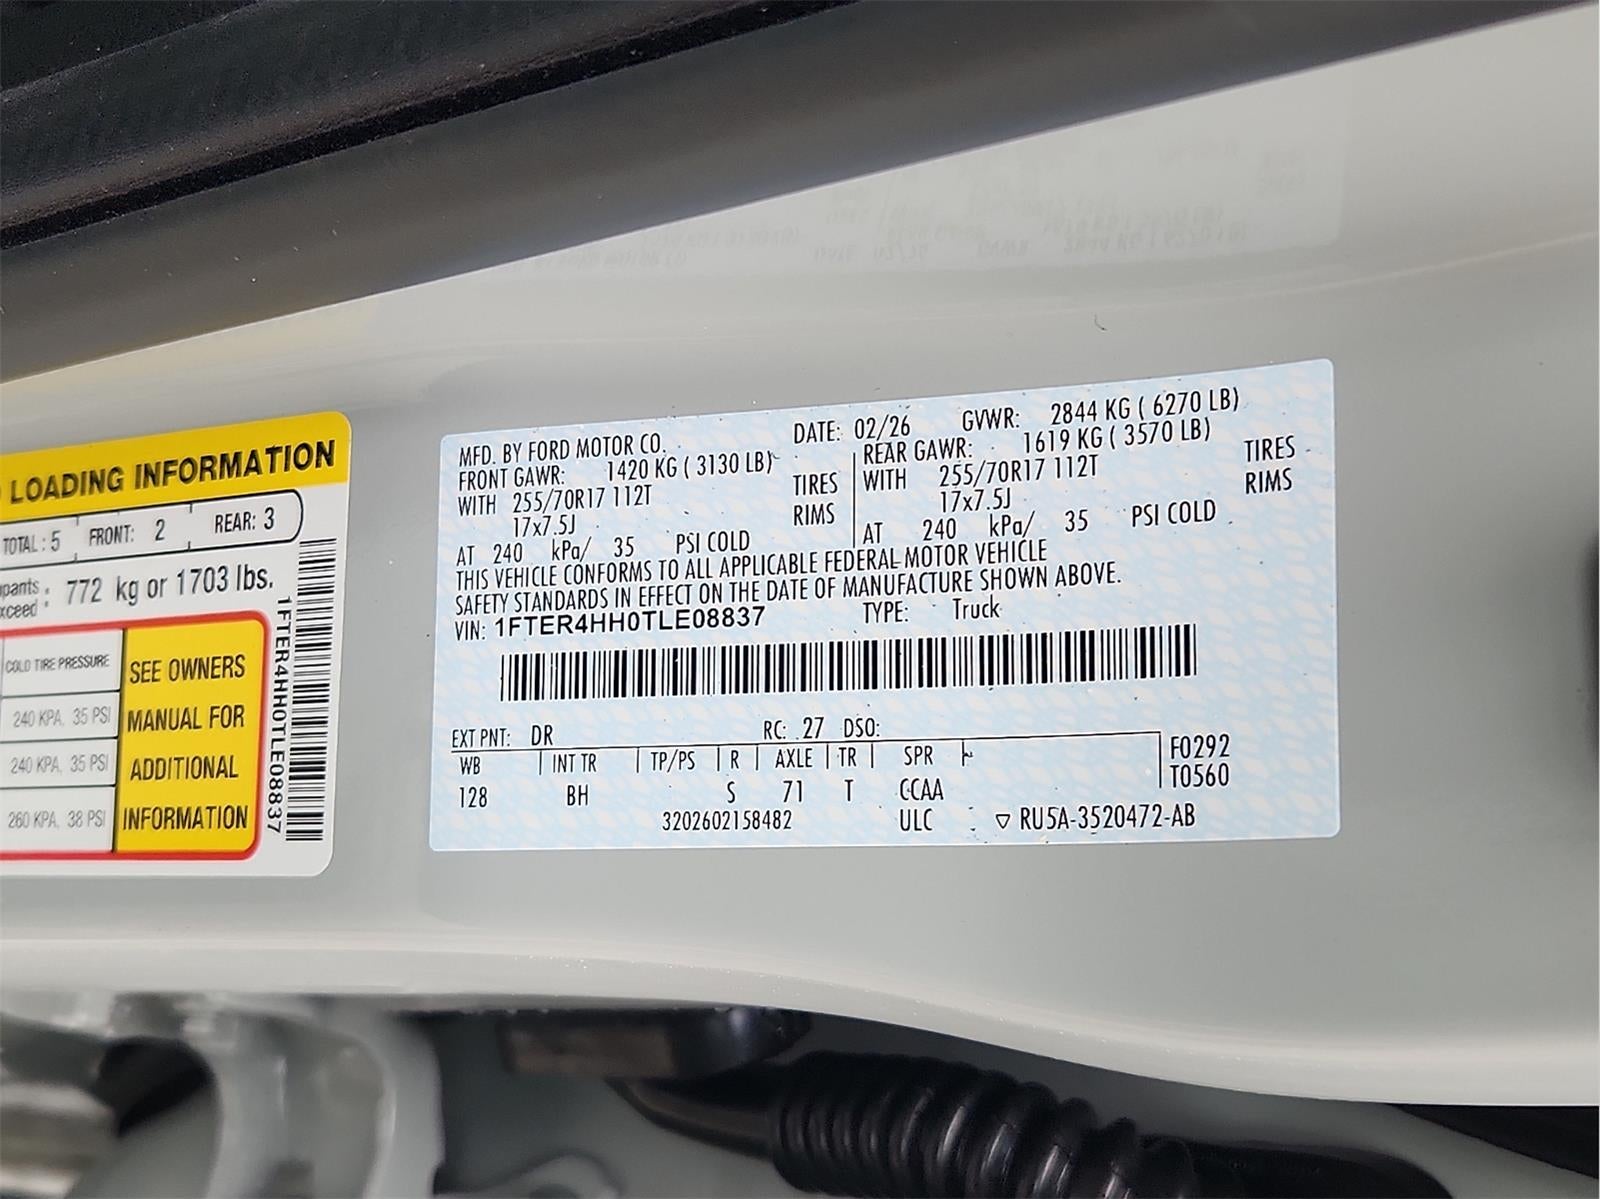 LOADING INFORMATION
TOTAL: 5 FRONT: 2 REAR: 3
772 kg or 1703 lbs.
COLD TIRE PRESSURE
240 KPA, 35 PSI
240 KPA, 35 PSI
260 KPA, 38 PSI
SEE OWNERS
MANUAL FOR
ADDITIONAL
INFORMATION
1FTER4HH0TLE08837
MFD. BY FORD MOTOR CO. DATE: 02/26 GVWR: 2844 KG ( 6270 LB)
FRONT GAWR: 1420 KG ( 3130 LB) REAR GAWR: 1619 KG ( 3570 LB)
WITH 255/70R17 112T TIRES WITH 255/70R17 112T TIRES
17x7.5J RIMS 17x7.5J RIMS
AT 240 kPa/ 35 PSI COLD AT 240 kPa/ 35 PSI COLD
THIS VEHICLE CONFORMS TO ALL APPLICABLE FEDERAL MOTOR VEHICLE
SAFETY STANDARDS IN EFFECT ON THE DATE OF MANUFACTURE SHOWN ABOVE.
VIN: 1FTER4HH0TLE08837 TYPE: Truck
EXT PNT: DR RC: 27 DSO:
WB INT TR TP/PS R AXLE TR SPR F0292
128 BH S 71 T CCAA T0560
3202602158482 ULC ▽ RU5A-3520472-AB